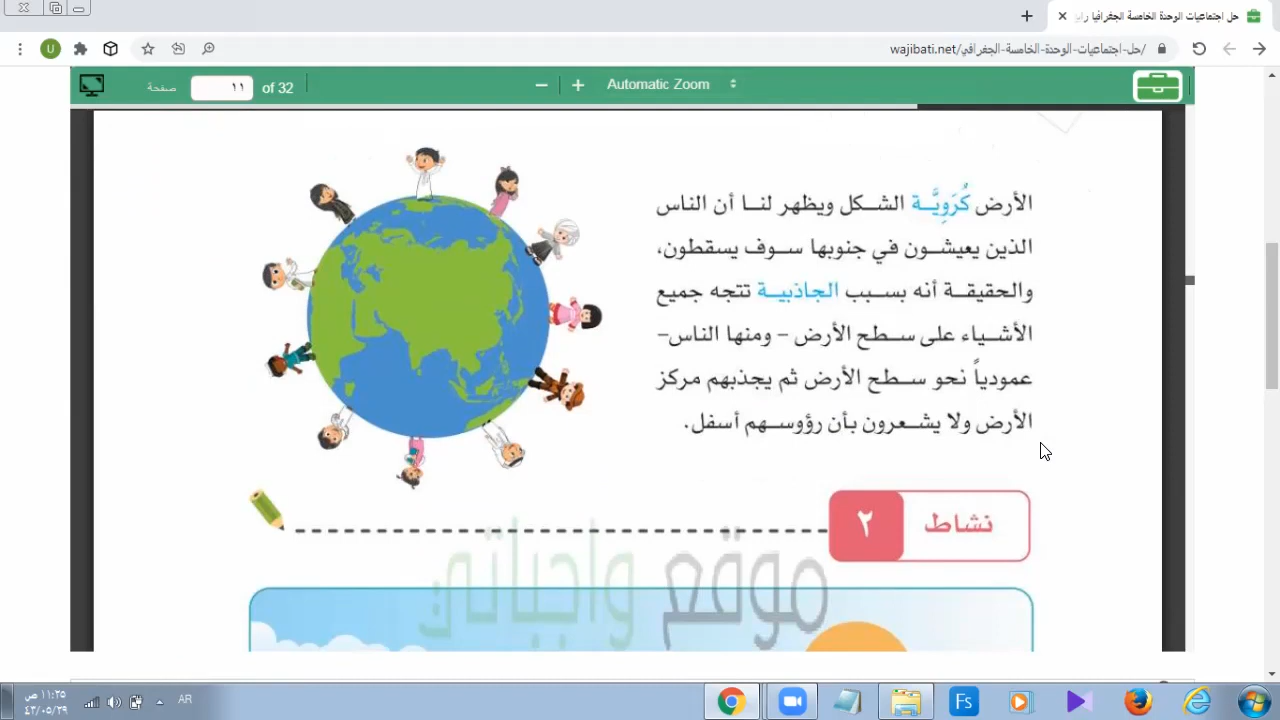 حل اجتماعيات الوحدة الخامسة الجغرافيا رابع
wajibati.net/حل-اجتماعيات-الوحدة-الخامسة-الجغرافي/
U
صفحة ١١ of 32
Automatic Zoom
الأرض كُرَوِيَّة الشكل ويظهر لنا أن الناس
الذين يعيشون في جنوبها سوف يسقطون،
والحقيقة أنه بسبب الجاذبية تتجه جميع
الأشياء على سطح الأرض - ومنها الناس-
عمودياً نحو سطح الأرض ثم يجذبهم مركز
الأرض ولا يشعرون بأن رؤوسهم أسفل.
نشاط ٢
موقع واجباتي
AR
Fs
١١:٢٥ ص
٤٣/٠٥/٢٩